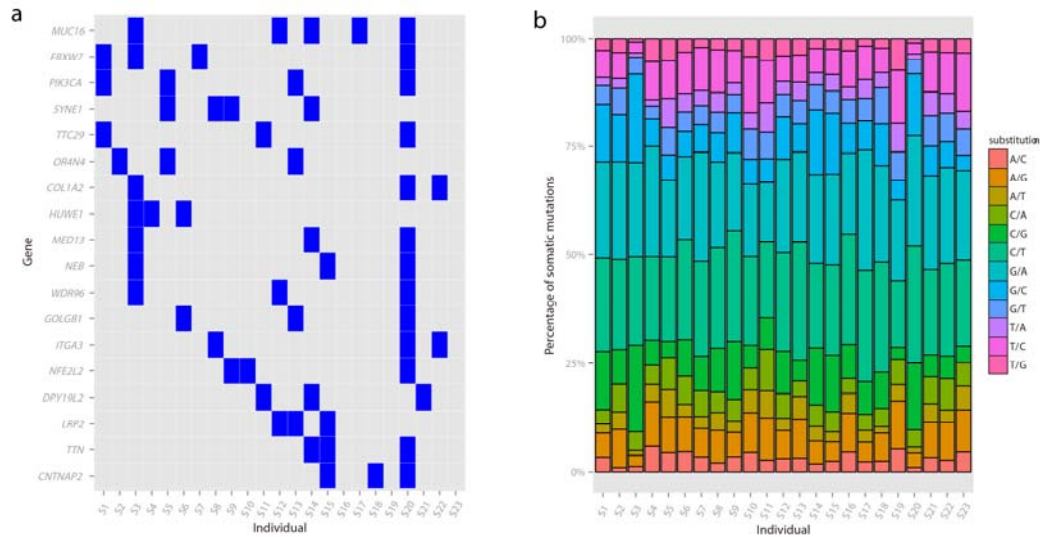 a
MUC16
FBXW7
PIK3CA
SYNE1
TTC29
OR4N4
COL1A2
HUWE1
MED13
NEB
WDR96
GOLGB1
ITGA3
NFE2L2
DPY19L2
LRP2
TTN
CNTNAP2
Gene
S1 S2 S3 S4 S5 S6 S7 S8 S9 S10 S11 S12 S13 S14 S15 S16 S17 S18 S19 S20 S21 S22 S23
Individual
b
100%
75%
50%
25%
0%
Percentage of somatic mutations
S1 S2 S3 S4 S5 S6 S7 S8 S9 S10 S11 S12 S13 S14 S15 S16 S17 S18 S19 S20 S21 S22 S23
Individual
substitution
A/C
A/G
A/T
C/A
C/G
C/T
G/A
G/C
G/T
T/A
T/C
T/G